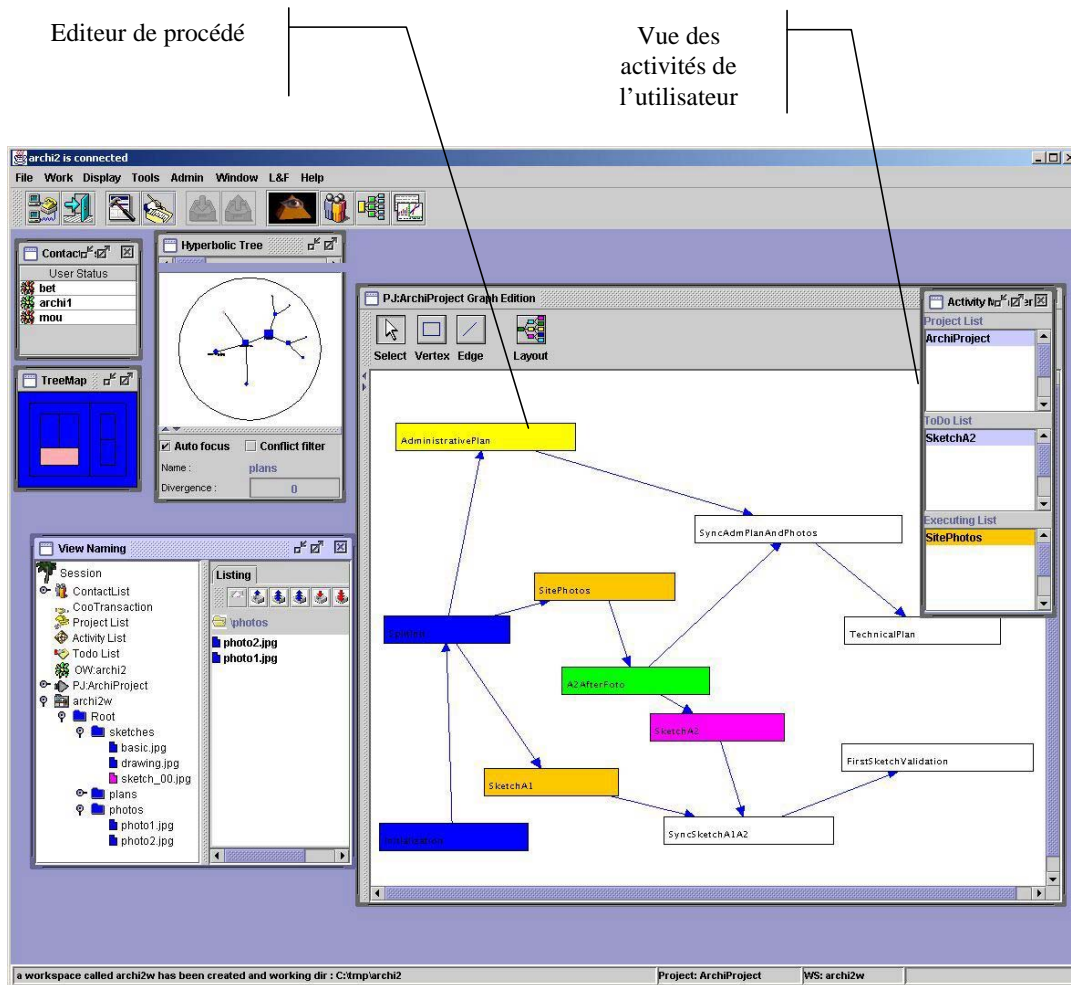 Editeur de procédé
Vue des
activités de
l'utilisateur
archi2 is connected
File Work Display Tools Admin Window L&F Help
Contact
User Status
bet
archi1
mou
TreeMap
Hyperbolic Tree
Auto focus
Conflict filter
Name :
plans
Divergence :
0
PJ:ArchiProject Graph Edition
Select Vertex Edge Layout
AdministrativePlan
SyncAdmPlanAndPhotos
SitePhotos
TechnicalPlan
A2AfterFoto
SketchA2
FirstSketchValidation
SketchA1
SyncSketchA1A2
Initialization
Activity
Project List
ArchiProject
ToDo List
SketchA2
Executing List
SitePhotos
View Naming
Session
ContactList
CooTransaction
Project List
Activity List
Todo List
OW:archi2
PJ:ArchiProject
archi2w
Root
sketches
basic.jpg
drawing.jpg
sketch_00.jpg
plans
photos
photo1.jpg
photo2.jpg
Listing
\photos
photo2.jpg
photo1.jpg
a workspace called archi2w has been created and working dir : C:\tmp\archi2
Project: ArchiProject
WS: archi2w